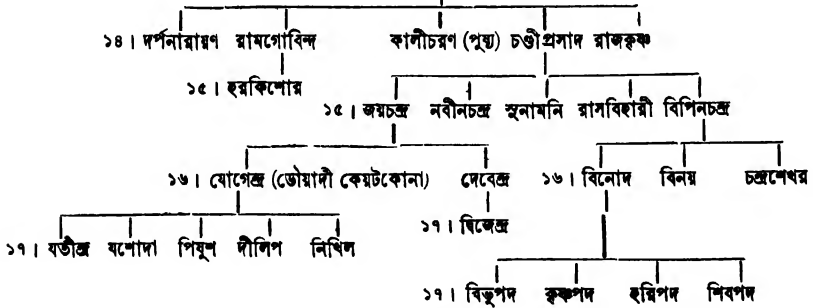 ১৪। দর্পনারায়ণ রামগোবিন্দ কালীচরণ (পূষ্য) চণ্ডীপ্রসাদ রাজকৃষ্ণ
১৫। হরকিশোর
১৫। জয়চন্দ্র নবীনচন্দ্র সুনামনি রাসবিহারী বিপিনচন্দ্র
১৬। যোগেন্দ্র (ভোয়াদী কেয়টকোনা) দেবেন্দ্র ১৬। বিনোদ বিনয় চন্দ্রশেখর
১৭। যতীন্দ্র যশোদা পিযূশ দীলিপ নিখিল ১৭। দ্বিজেন্দ্র
১৭। বিভূপদ কৃষ্ণপদ হরিপদ শিবপদ